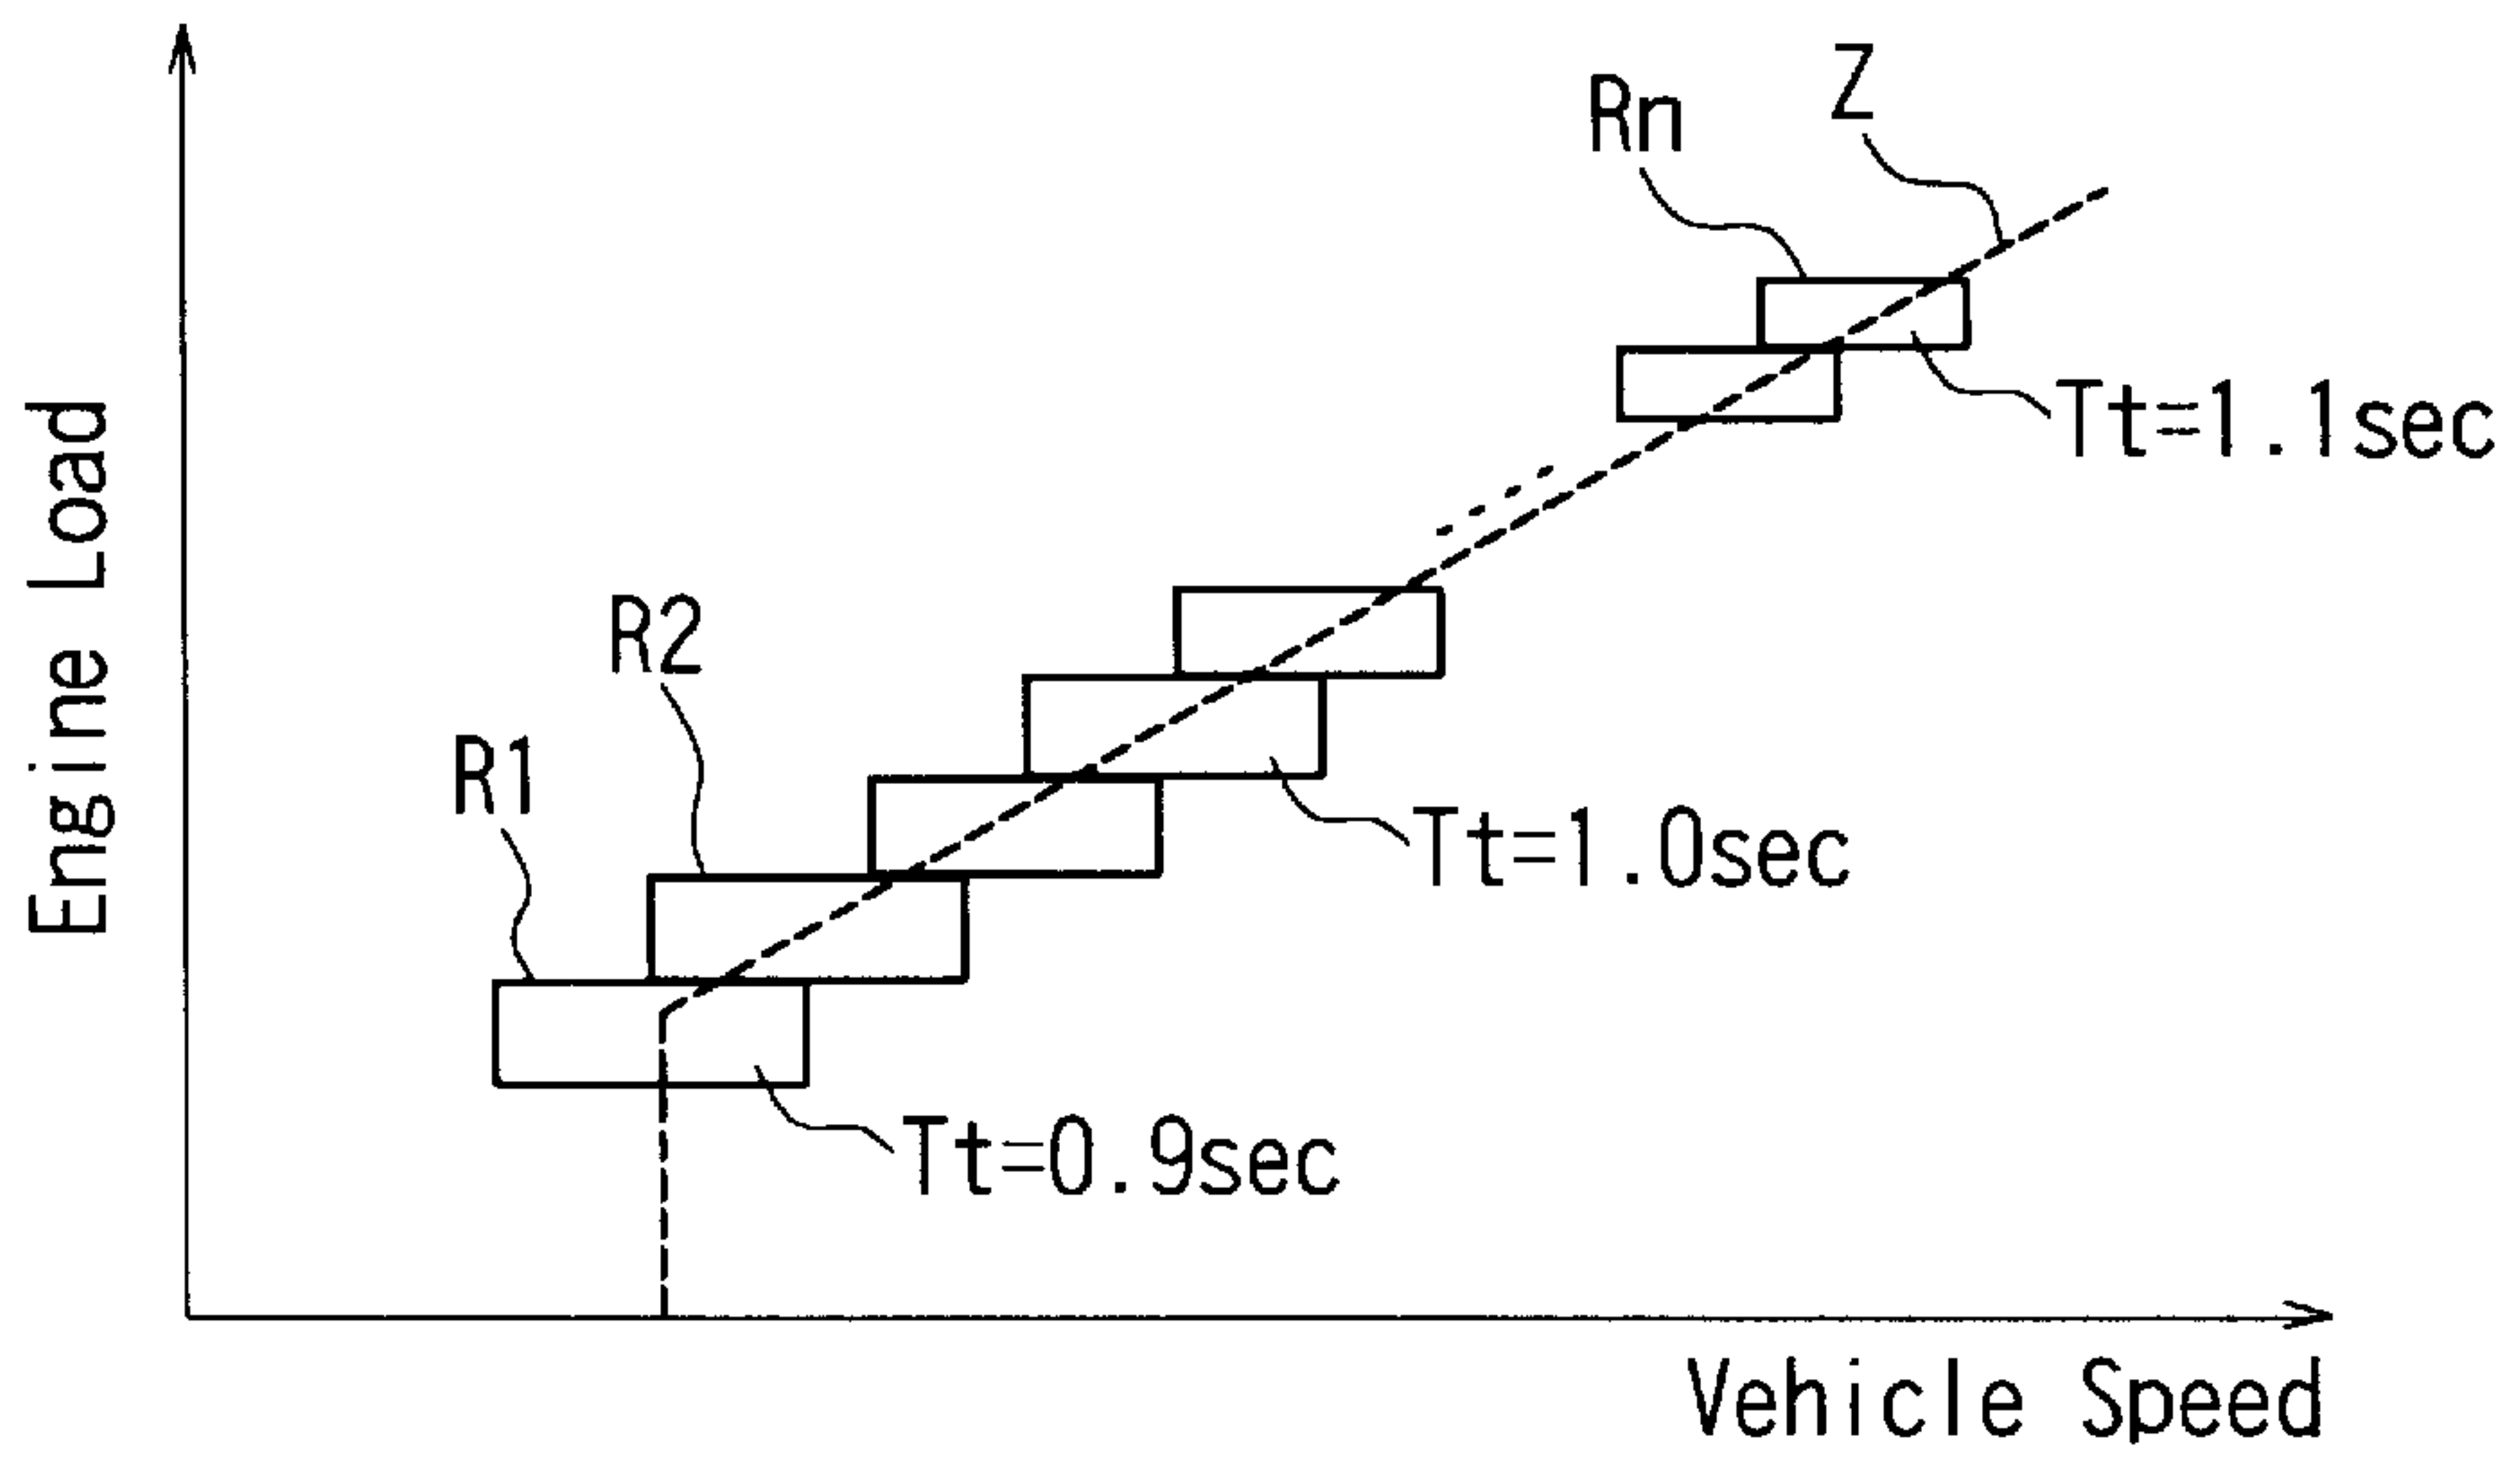 Z
Rn
Tt=1.1sec
R2
R1
Tt=1.0sec
Tt=0.9sec
Engine Load
Vehicle Speed